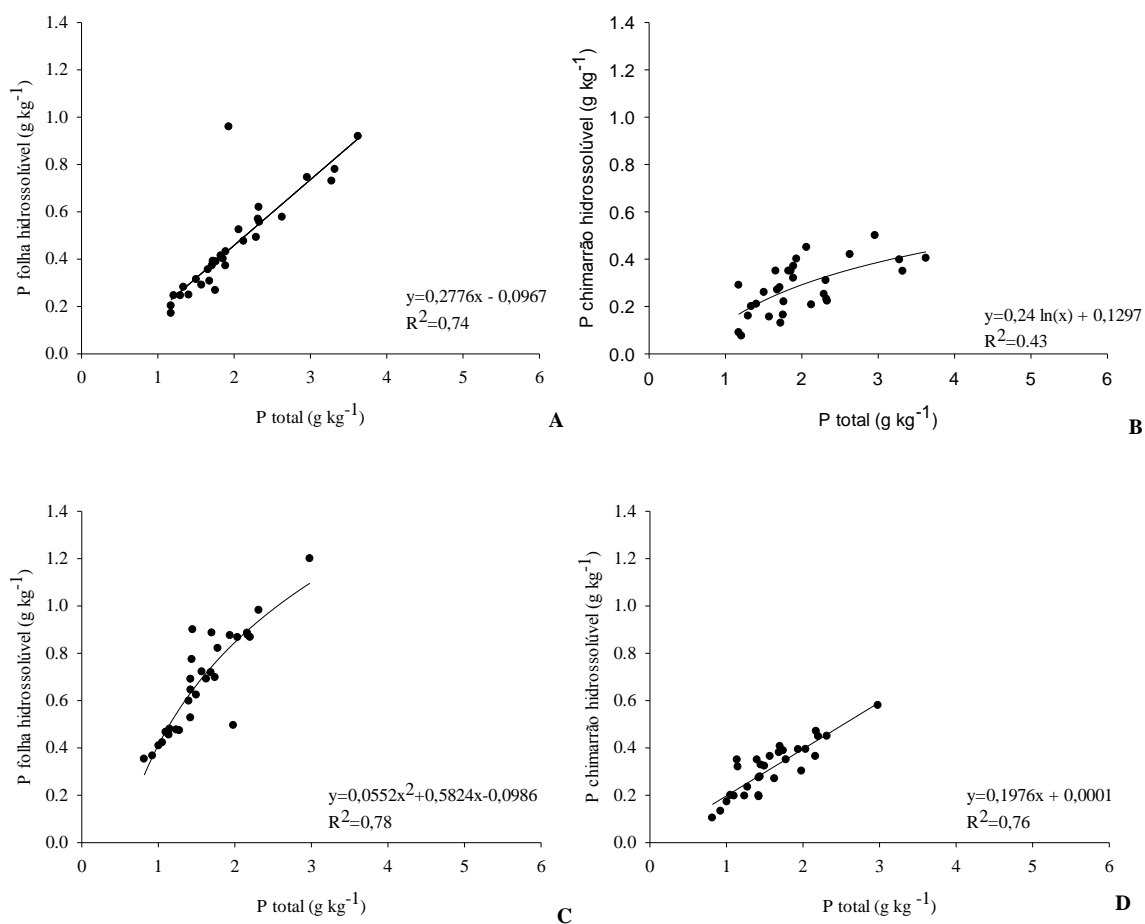 1.4
1.2
1.0
0.8
0.6
0.4
0.2
0.0
P folha hidrossolúvel (g kg⁻¹)
y=0,2776x - 0,0967
R²=0,74
0 1 2 3 4 5 6
P total (g kg⁻¹)
A
1.4
1.2
1.0
0.8
0.6
0.4
0.2
0.0
P chimarrão hidrossolúvel (g kg⁻¹)
y=0,24 ln(x) + 0,1297
R²=0.43
0 1 2 3 4 5 6
P total (g kg⁻¹)
B
1.4
1.2
1.0
0.8
0.6
0.4
0.2
0.0
P folha hidrossolúvel (g kg⁻¹)
y=0,0552x²+0,5824x-0,0986
R²=0,78
0 1 2 3 4 5 6
P total (g kg⁻¹)
C
1.4
1.2
1.0
0.8
0.6
0.4
0.2
0.0
P chimarrão hidrossolúvel (g kg⁻¹)
y=0,1976x + 0,0001
R²=0,76
0 1 2 3 4 5 6
P total (g kg⁻¹)
D